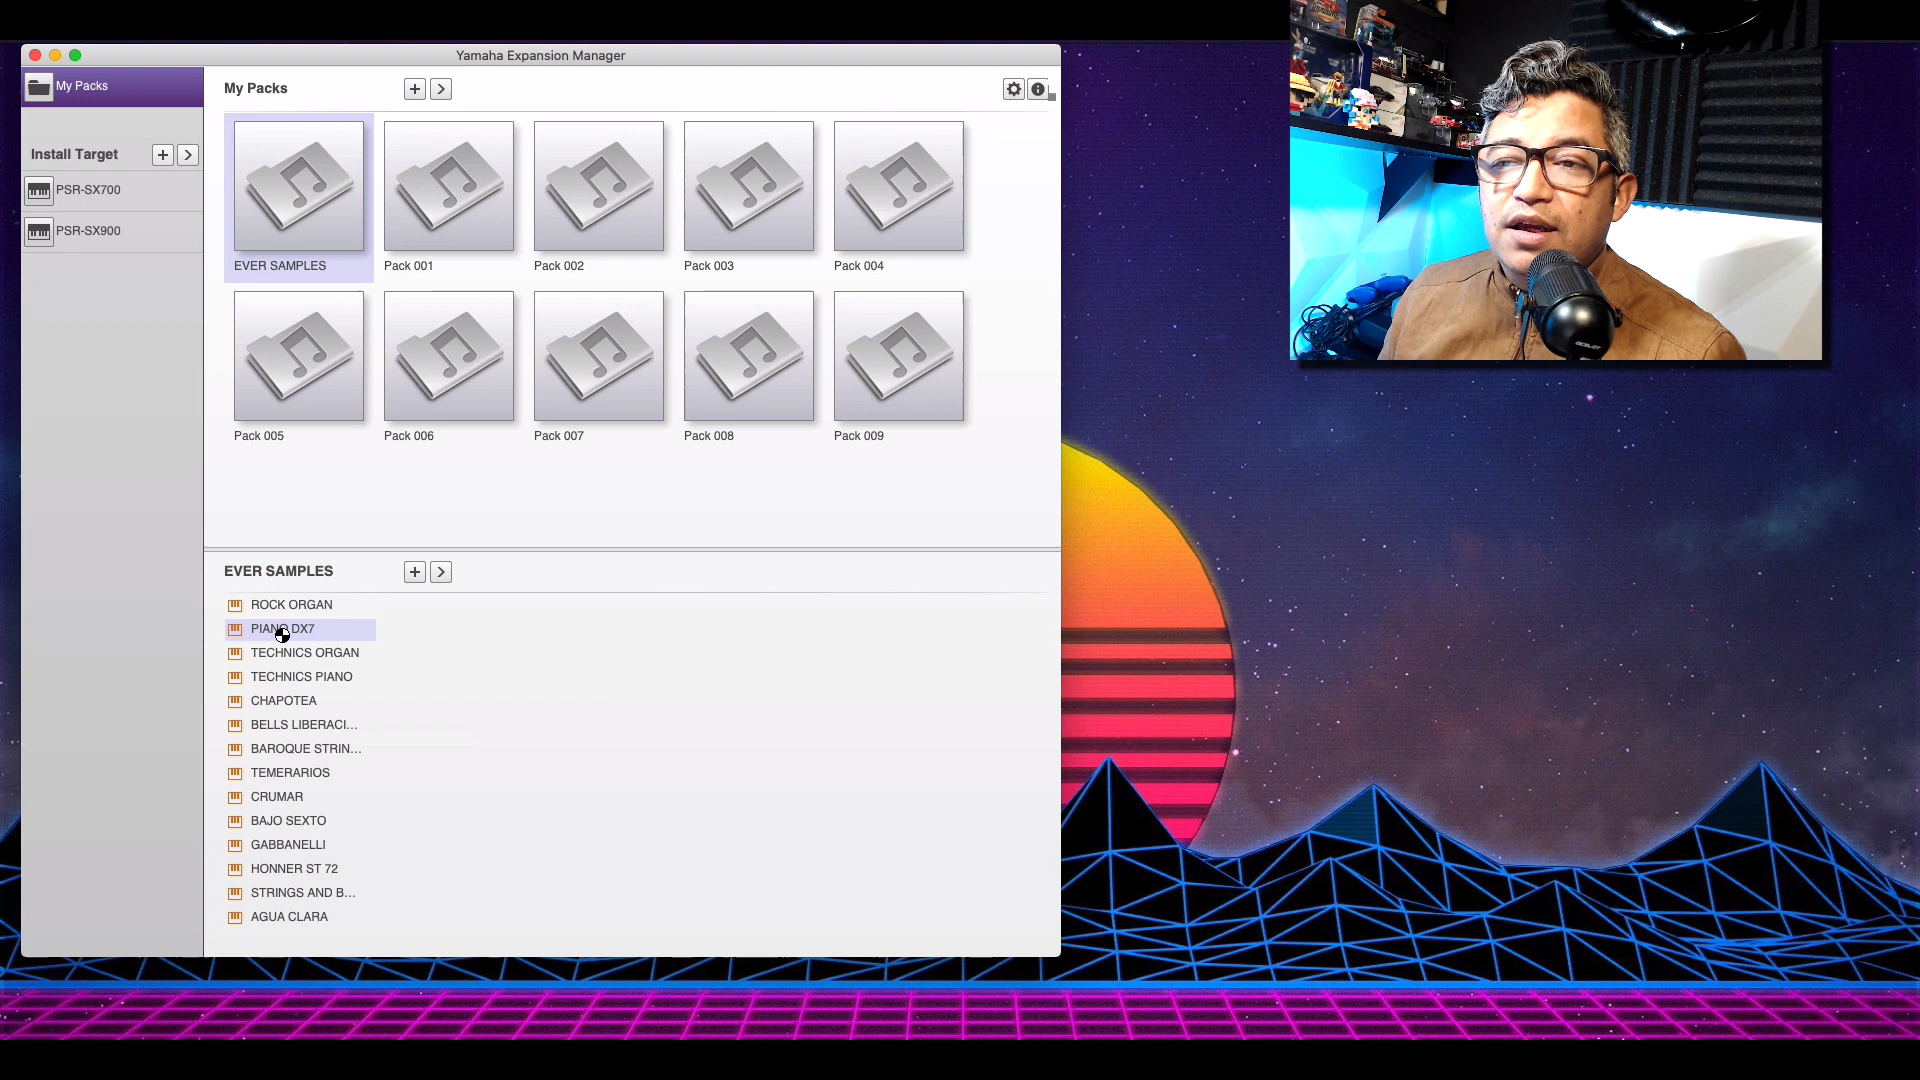 Yamaha Expansion Manager
My Packs
My Packs
Install Target
PSR-SX700
PSR-SX900
EVER SAMPLES
Pack 001
Pack 002
Pack 003
Pack 004
Pack 005
Pack 006
Pack 007
Pack 008
Pack 009
EVER SAMPLES
ROCK ORGAN
PIANO DX7
TECHNICS ORGAN
TECHNICS PIANO
CHAPOTEA
BELLS LIBERACI...
BAROQUE STRIN...
TEMERARIOS
CRUMAR
BAJO SEXTO
GABBANELLI
HONNER ST 72
STRINGS AND B...
AGUA CLARA